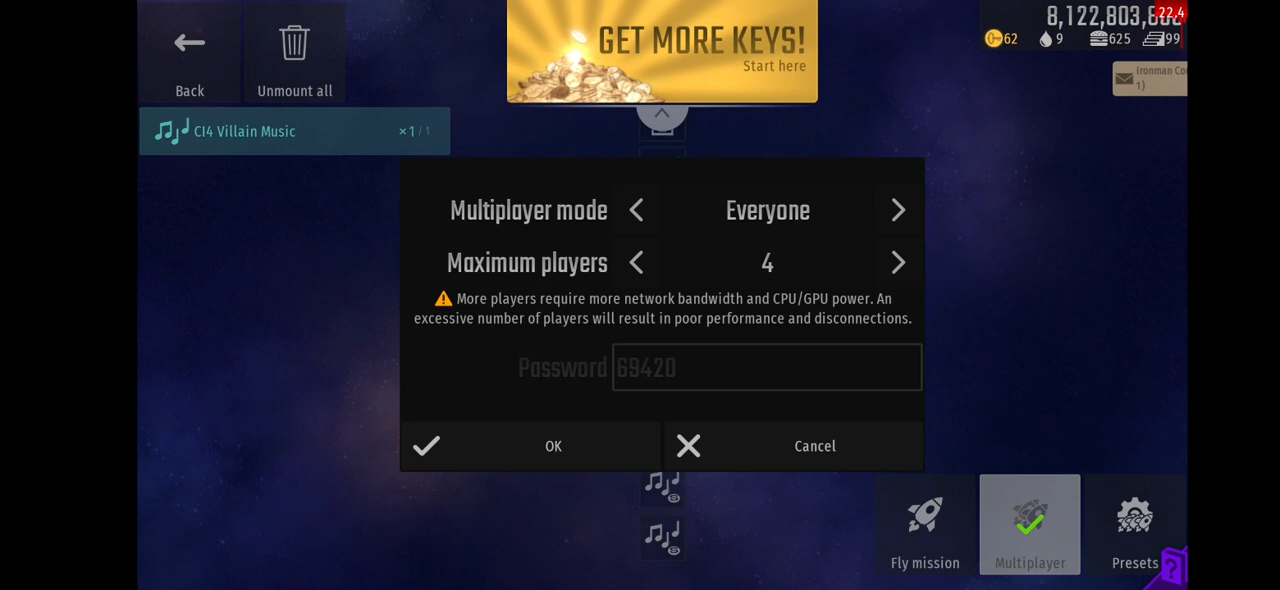 GET MORE KEYS!
Start here
22,4
62
9
625
99
Back
Unmount all
Ironman
1)
CI4 Villain Music
×1 / 1
Multiplayer mode
Everyone
Maximum players
4
More players require more network bandwidth and CPU/GPU power. An
excessive number of players will result in poor performance and disconnections.
Password
69420
OK
Cancel
Fly mission
Multiplayer
Presets
?